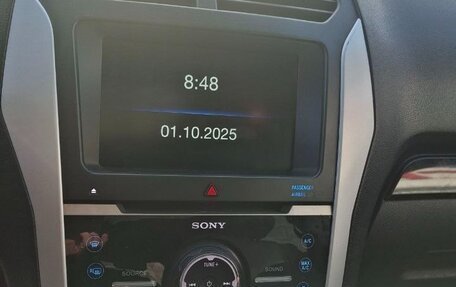 8:48
01.10.2025
PASSENGER
AIRBAG
SONY
A/C
TUNE+
SOURCE
SOUND
MAX
A/C